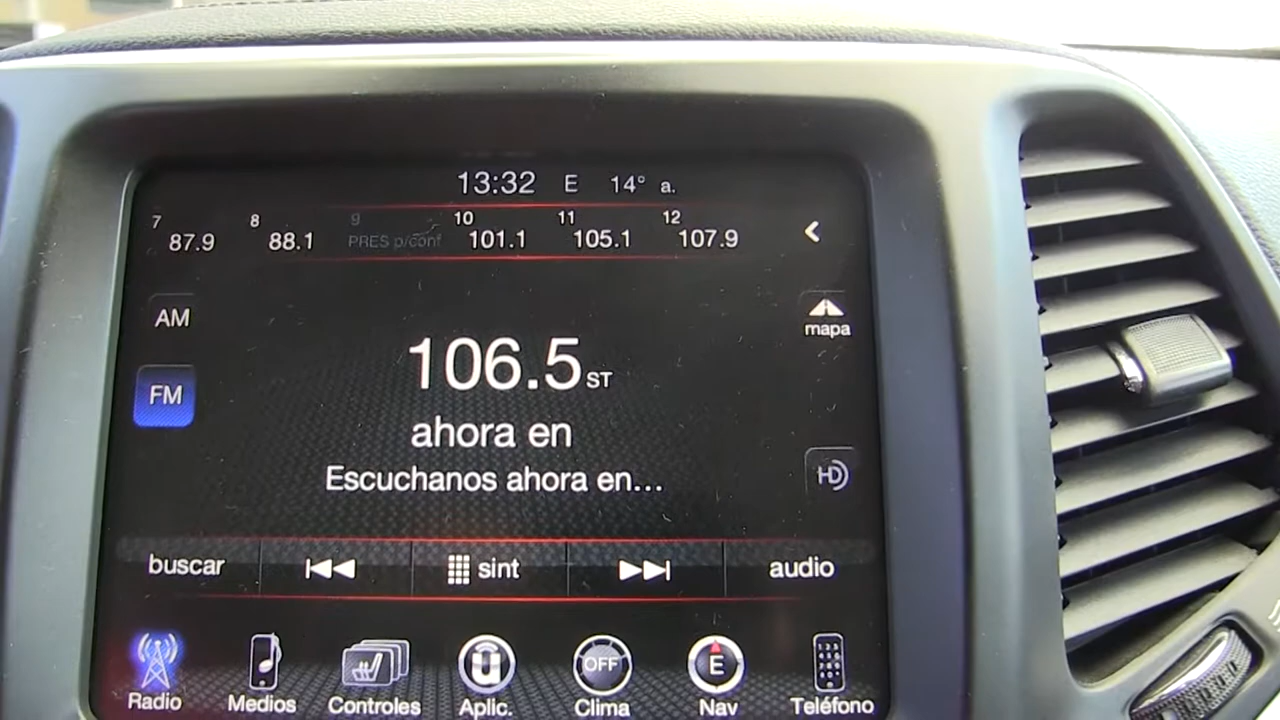 13:32 E 14° a.
7 87.9 8 88.1 9 PRES p/conf 10 101.1 11 105.1 12 107.9
AM
mapa
106.5 ST
FM
ahora en
Escuchanos ahora en...
HD
buscar sint audio
OFF E
Radio Medios Controles Aplic. Clima Nav Teléfono